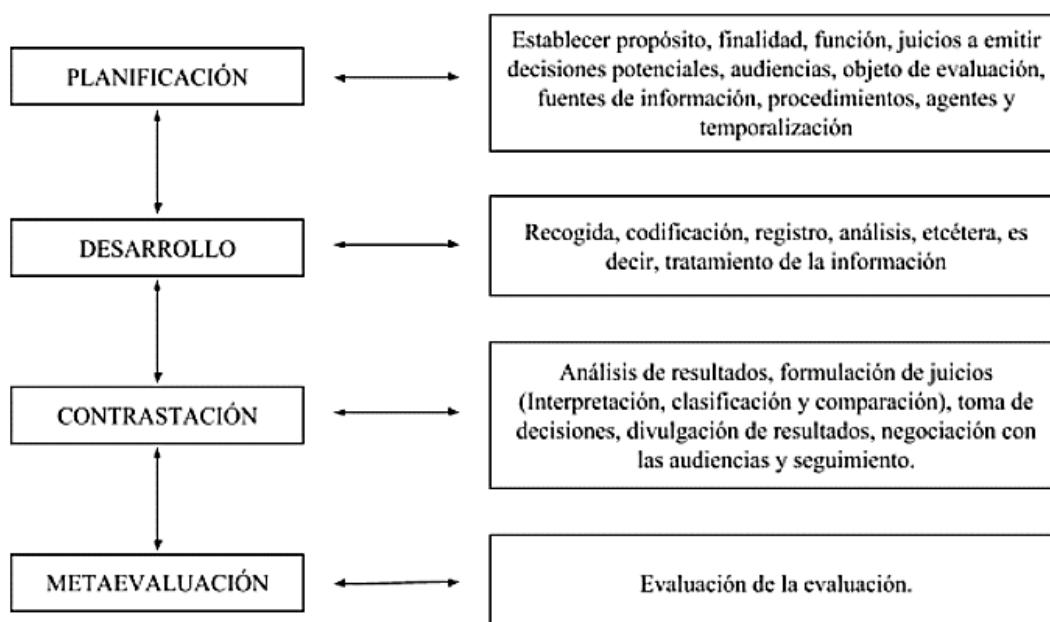 PLANIFICACIÓN
Establecer propósito, finalidad, función, juicios a emitir
decisiones potenciales, audiencias, objeto de evaluación,
fuentes de información, procedimientos, agentes y
temporalización
DESARROLLO
Recogida, codificación, registro, análisis, etcétera, es
decir, tratamiento de la información
CONTRASTACIÓN
Análisis de resultados, formulación de juicios
(Interpretación, clasificación y comparación), toma de
decisiones, divulgación de resultados, negociación con
las audiencias y seguimiento.
METAEVALUACIÓN
Evaluación de la evaluación.